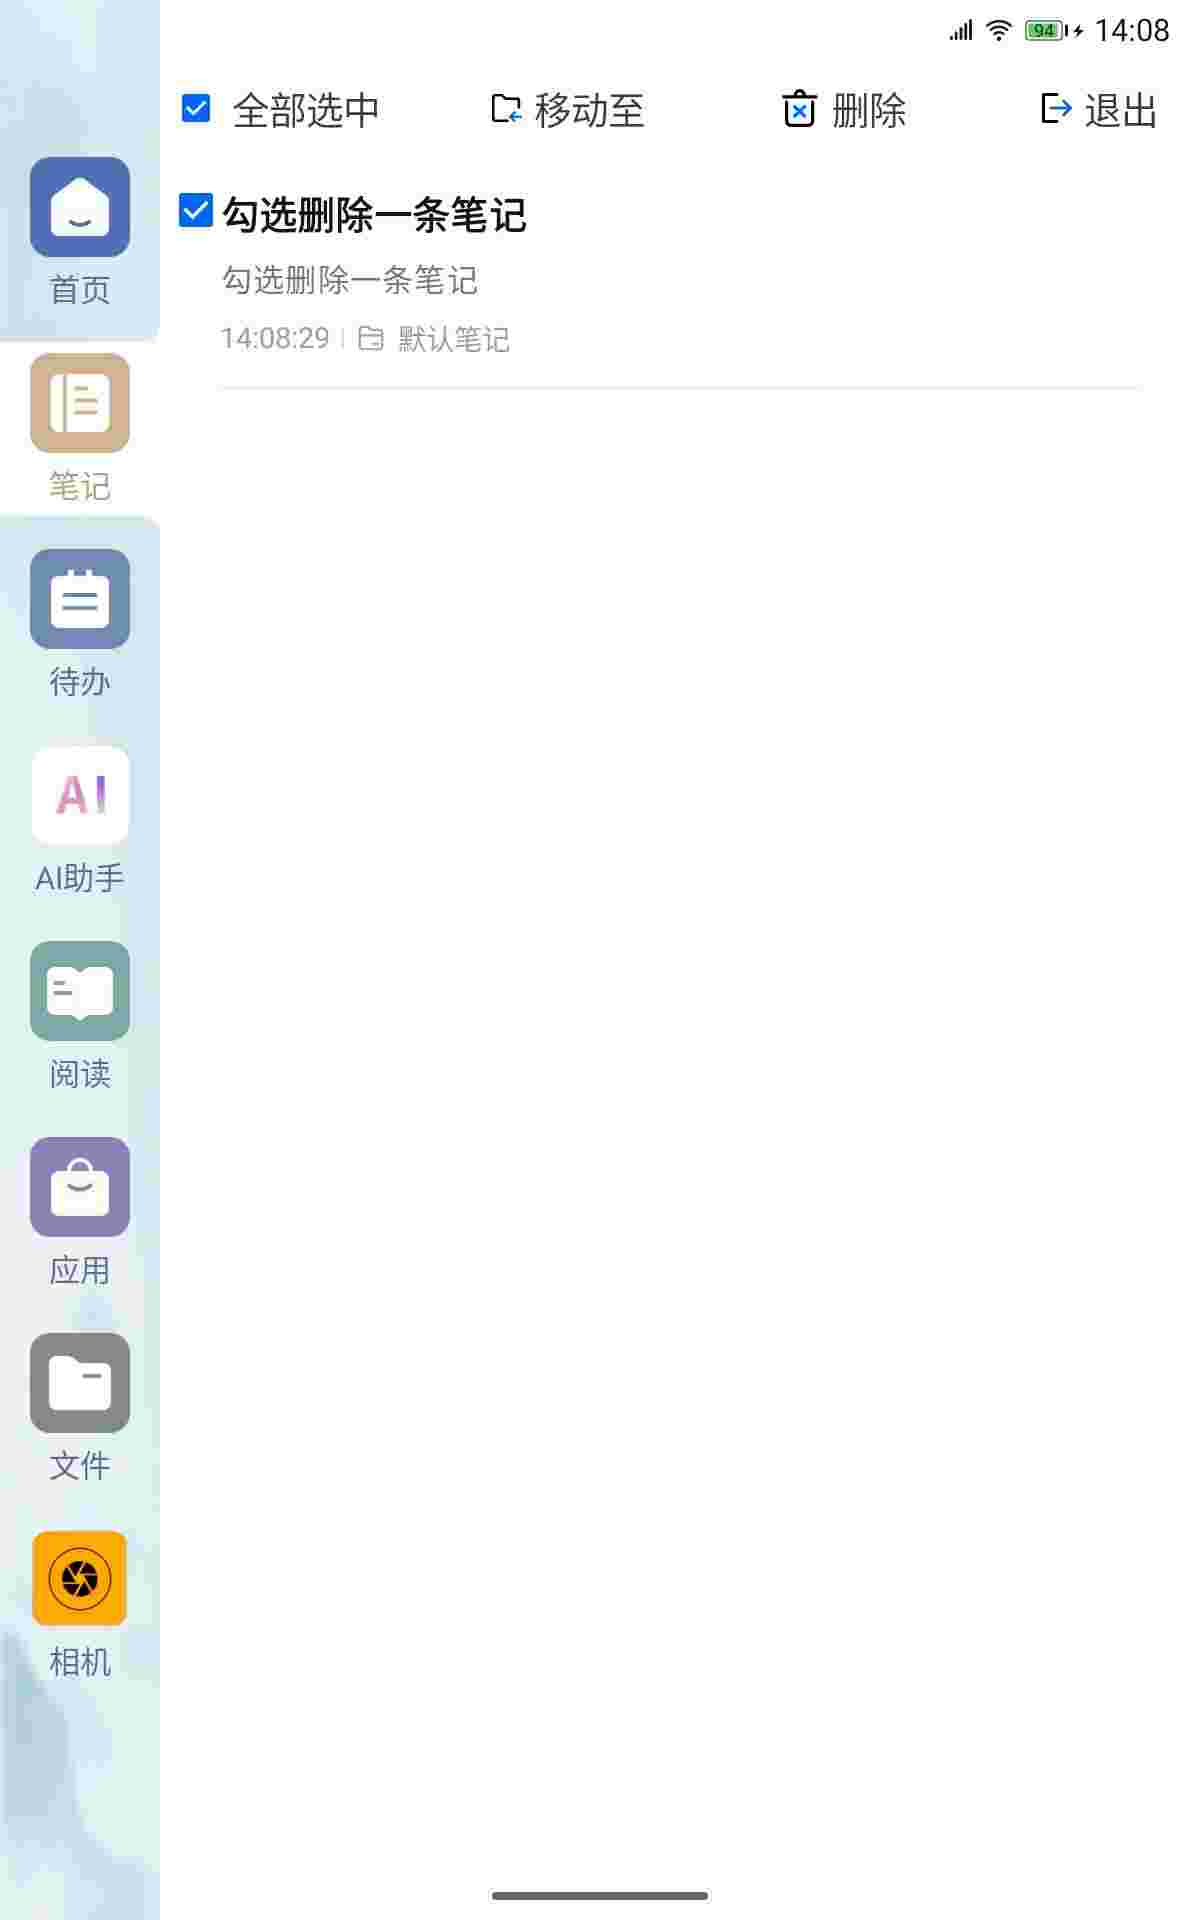 94 14:08
全部选中 移动至 删除 退出
勾选删除一条笔记
勾选删除一条笔记
14:08:29 默认笔记
首页
笔记
待办
AI
AI助手
阅读
应用
文件
相机